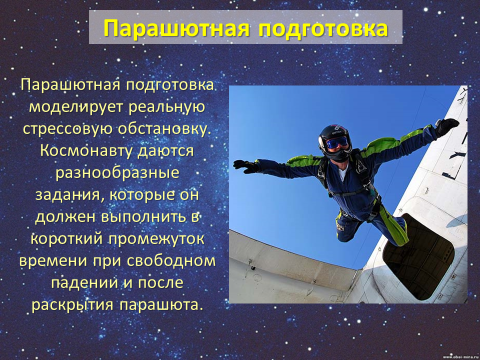 Парашютная подготовка
Парашютная подготовка
моделирует реальную
стрессовую обстановку.
Космонавту даются
разнообразные
задания, которые он
должен выполнить в
короткий промежуток
времени при свободном
падении и после
раскрытия парашюта.